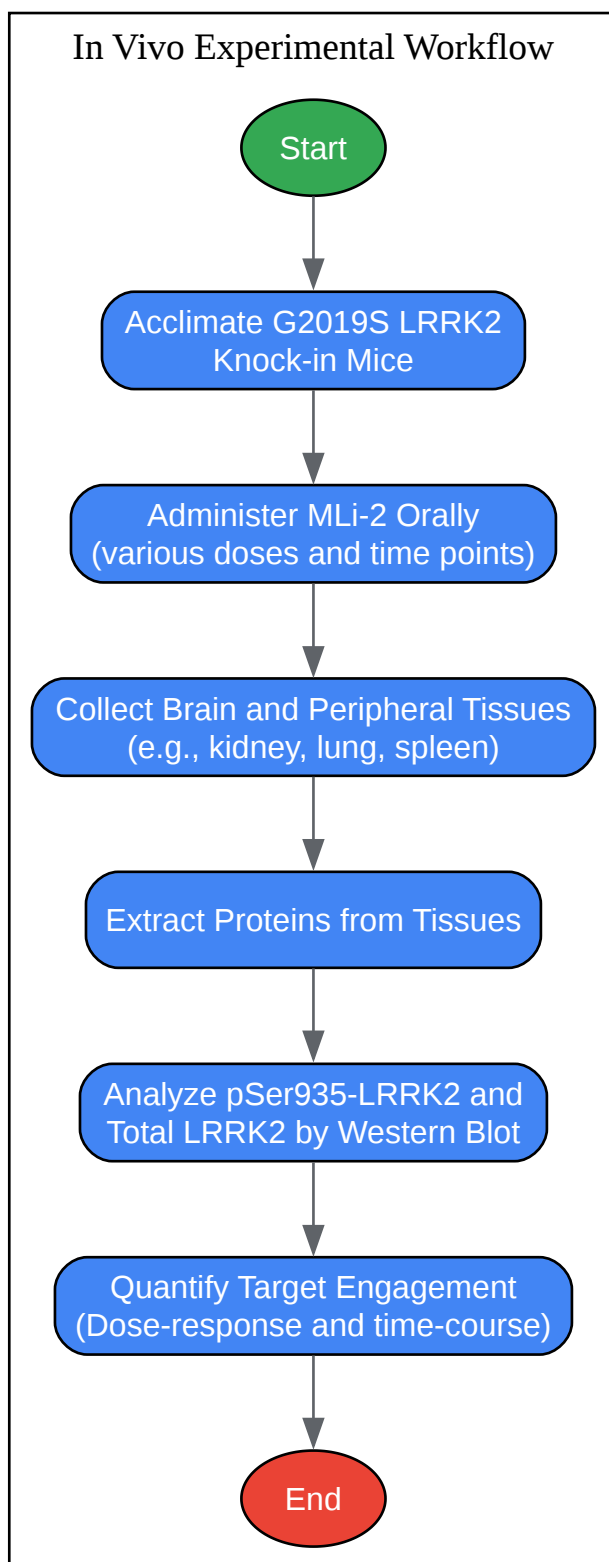 In Vivo Experimental Workflow
Start
Acclimate G2019S LRRK2
Knock-in Mice
Administer MLi-2 Orally
(various doses and time points)
Collect Brain and Peripheral Tissues
(e.g., kidney, lung, spleen)
Extract Proteins from Tissues
Analyze pSer935-LRRK2 and
Total LRRK2 by Western Blot
Quantify Target Engagement
(Dose-response and time-course)
End